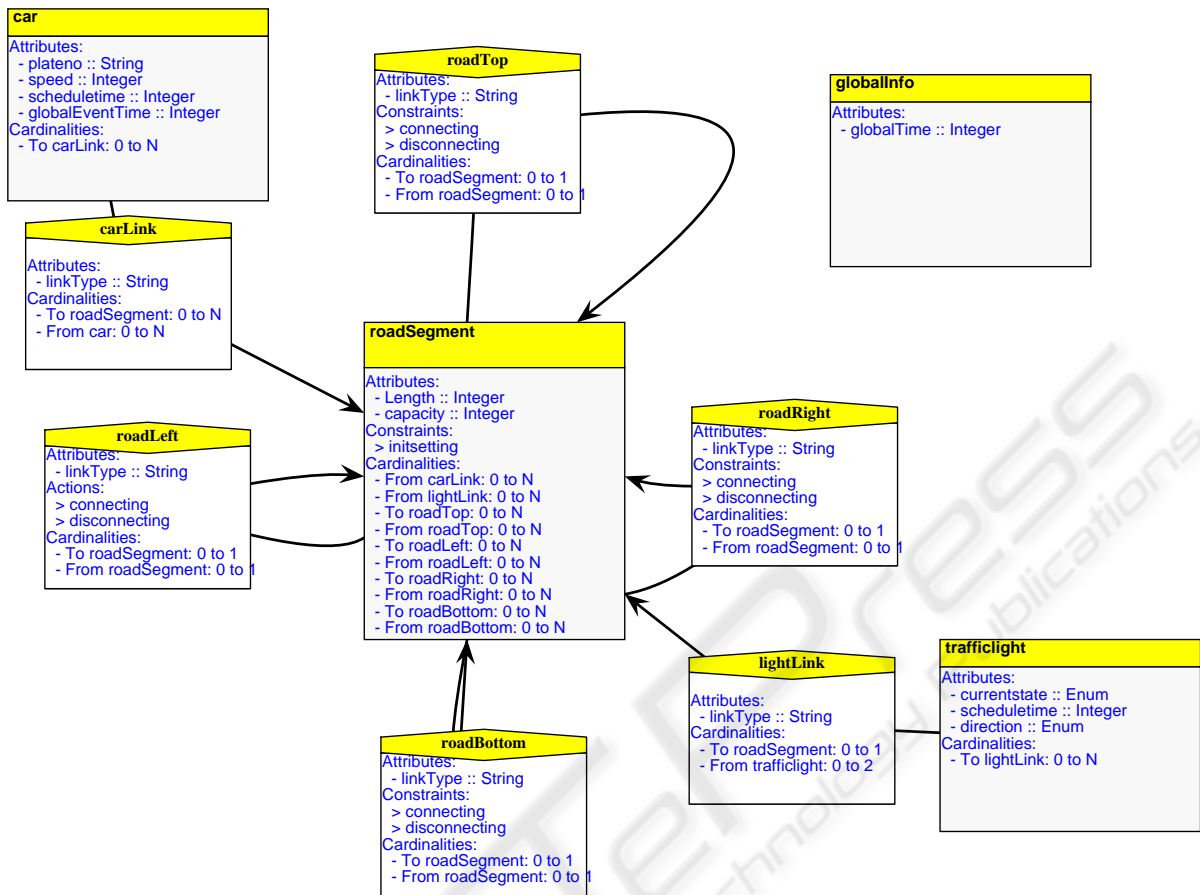 car
Attributes:
- plateno :: String
- speed :: Integer
- scheduletime :: Integer
- globalEventTime :: Integer
Cardinalities:
- To carLink: 0 to N
roadTop
Attributes:
- linkType :: String
Constraints:
> connecting
> disconnecting
Cardinalities:
- To roadSegment: 0 to 1
- From roadSegment: 0 to 1
globalInfo
Attributes:
- globalTime :: Integer
carLink
Attributes:
- linkType :: String
Cardinalities:
- To roadSegment: 0 to N
- From car: 0 to N
roadSegment
Attributes:
- Length :: Integer
- capacity :: Integer
Constraints:
> initsetting
Cardinalities:
- From carLink: 0 to N
- From lightLink: 0 to N
- To roadTop: 0 to N
- From roadTop: 0 to N
- To roadLeft: 0 to N
- From roadLeft: 0 to N
- To roadRight: 0 to N
- From roadRight: 0 to N
- To roadBottom: 0 to N
- From roadBottom: 0 to N
roadLeft
Attributes:
- linkType :: String
Actions:
> connecting
> disconnecting
Cardinalities:
- To roadSegment: 0 to 1
- From roadSegment: 0 to 1
roadRight
Attributes:
- linkType :: String
Constraints:
> connecting
> disconnecting
Cardinalities:
- To roadSegment: 0 to 1
- From roadSegment: 0 to 1
lightLink
Attributes:
- linkType :: String
Cardinalities:
- To roadSegment: 0 to 1
- From trafficlight: 0 to 2
trafficlight
Attributes:
- currentstate :: Enum
- scheduletime :: Integer
- direction :: Enum
Cardinalities:
- To lightLink: 0 to N
roadBottom
Attributes:
- linkType :: String
Constraints:
> connecting
> disconnecting
Cardinalities:
- To roadSegment: 0 to 1
- From roadSegment: 0 to 1
Press
Publications